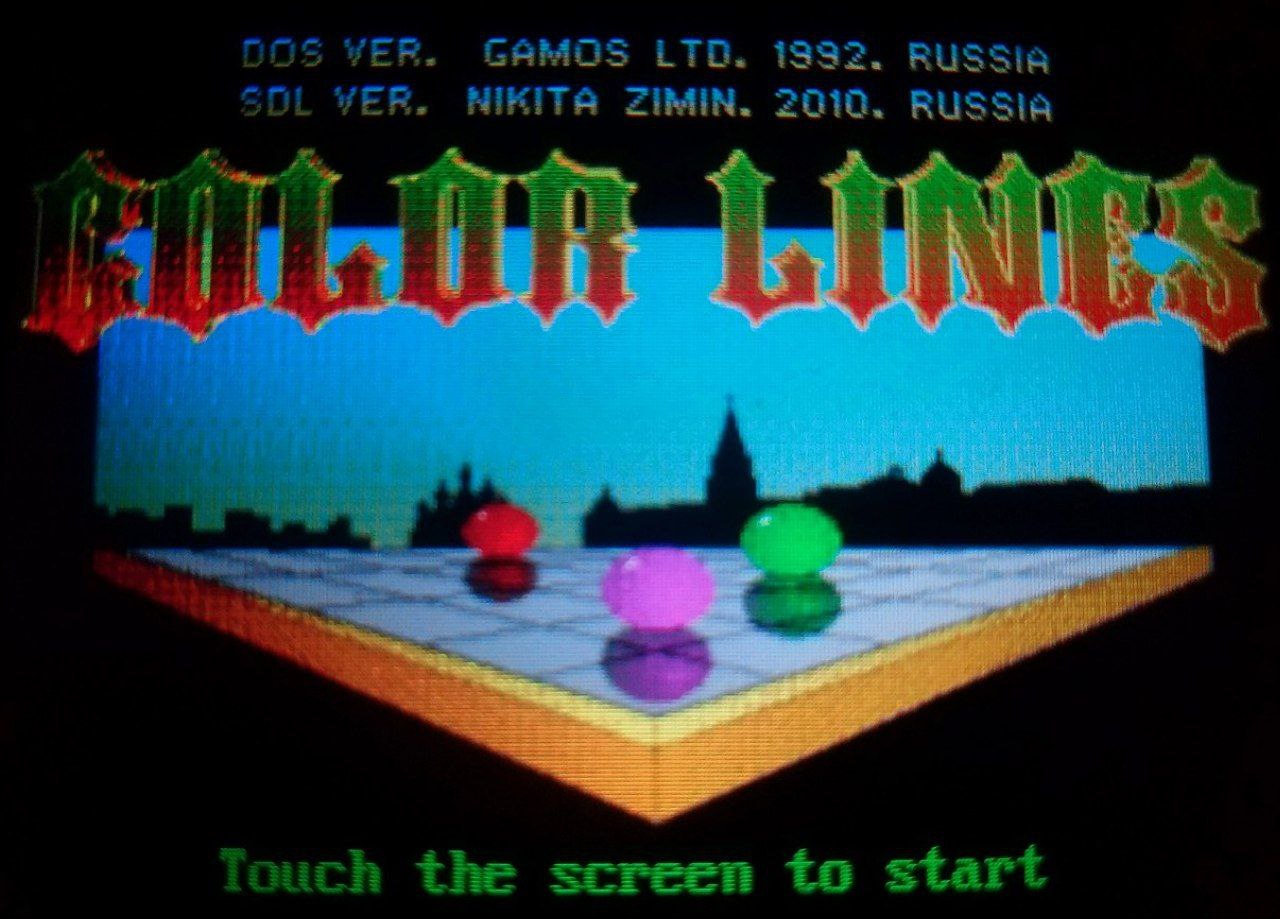 DOS VER. GAMOS LTD. 1992. RUSSIA
SDL VER. NIKITA ZIMIN. 2010. RUSSIA
COLOR LINES
Touch the screen to start